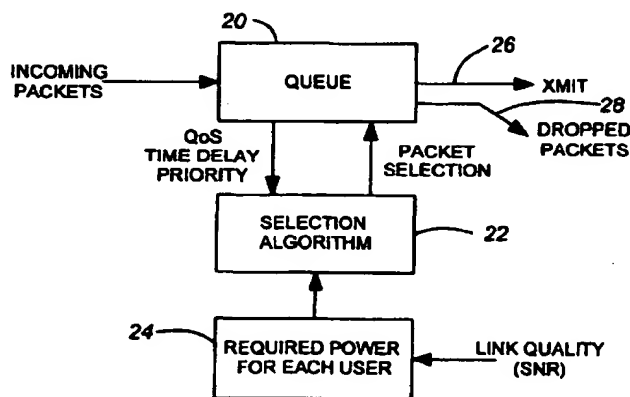 20
26
INCOMING
PACKETS
QUEUE
XMIT
28
DROPPED
PACKETS
QoS
TIME DELAY
PRIORITY
PACKET
SELECTION
SELECTION
ALGORITHM
22
24
REQUIRED POWER
FOR EACH USER
LINK QUALITY
(SNR)